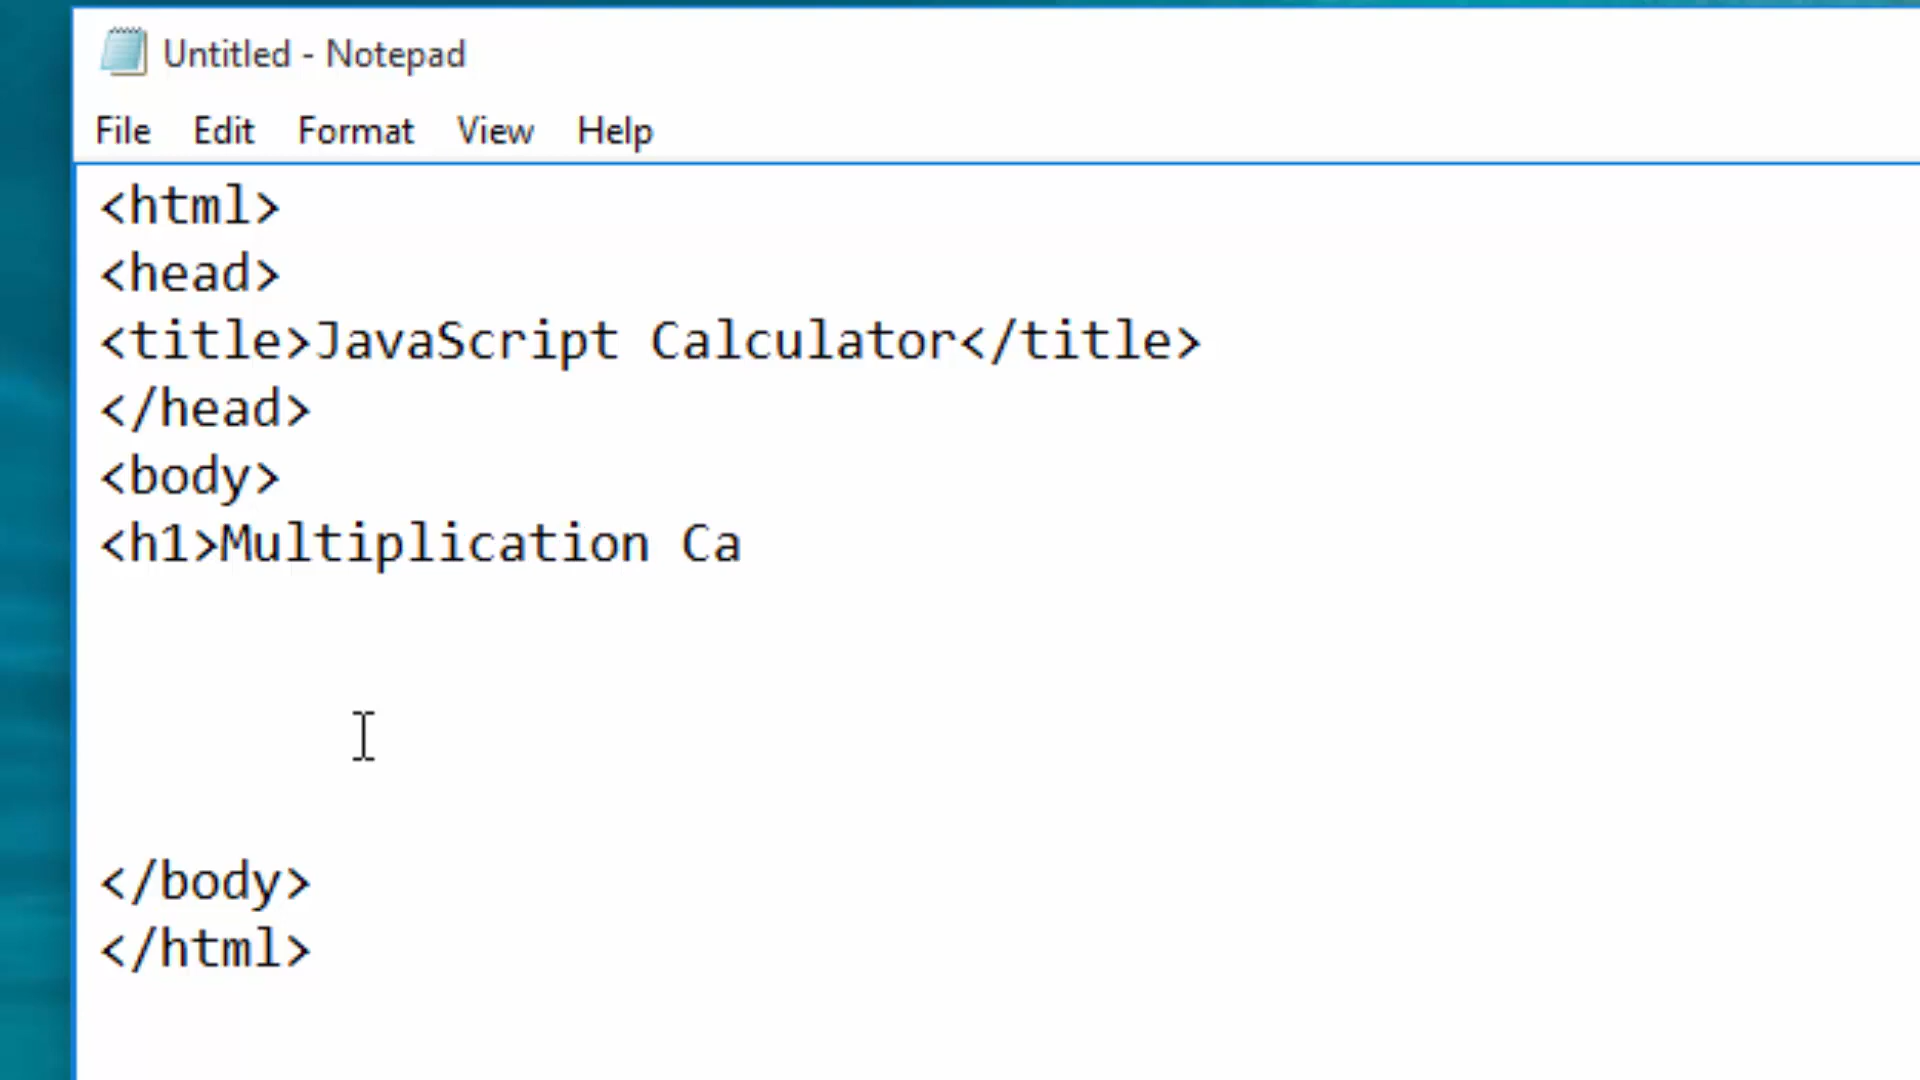 Untitled - Notepad
File Edit Format View Help
<html>
<head>
<title>JavaScript Calculator</title>
</head>
<body>
<h1>Multiplication Ca
</body>
</html>